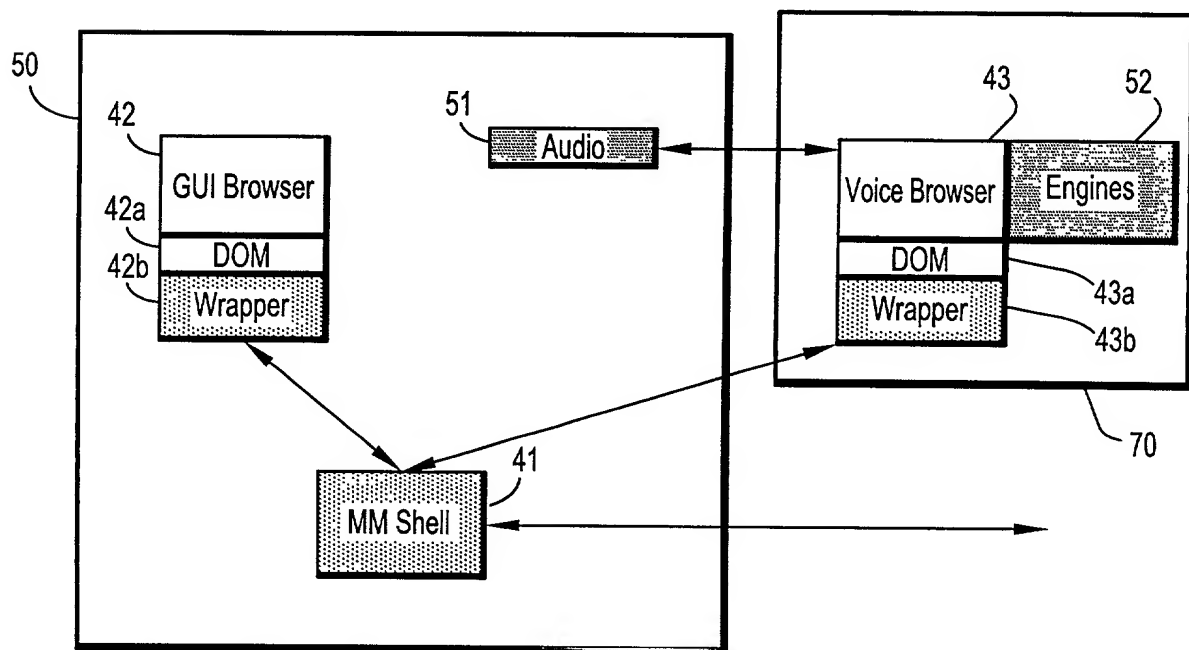 50
42
GUI Browser
42a
DOM
42b
Wrapper
51
Audio
41
MM Shell
43
52
Voice Browser
Engines
DOM
43a
Wrapper
43b
70